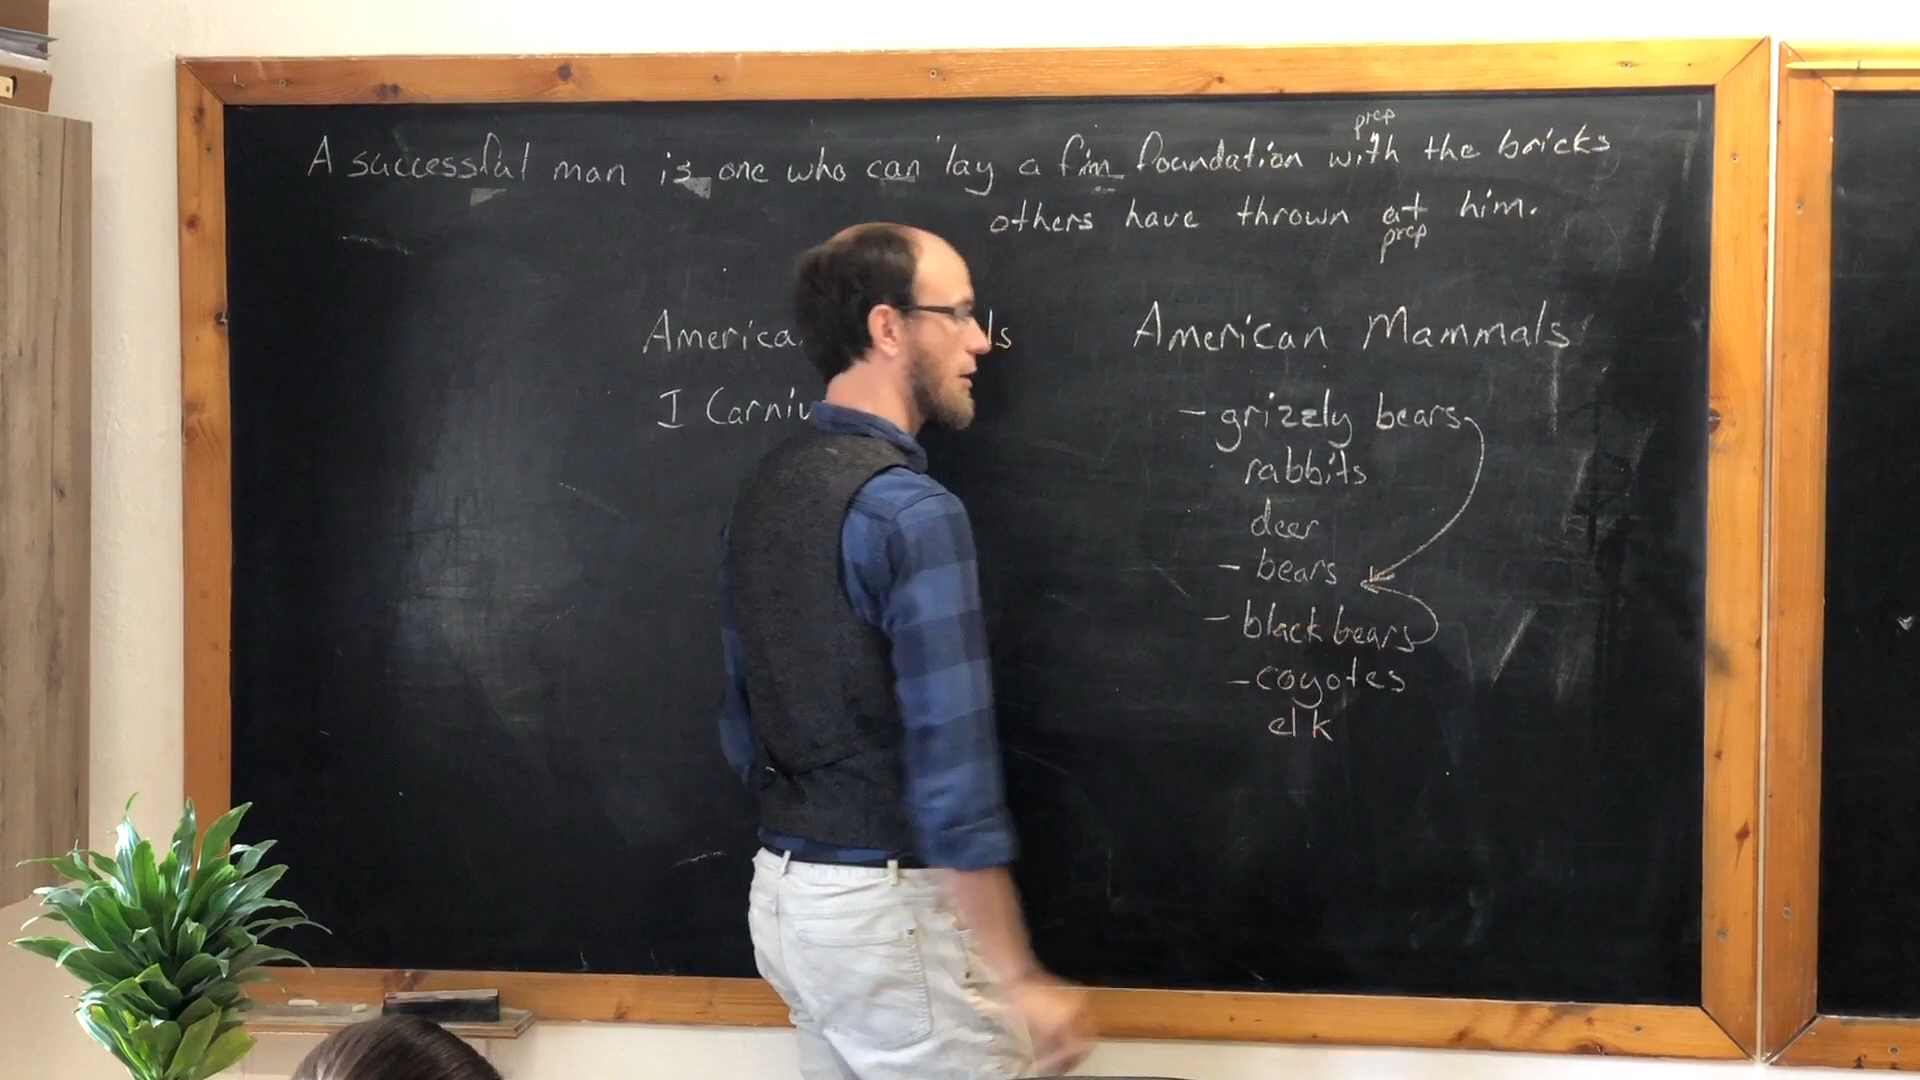 prep
A successful man is one who can lay a firm foundation with the bricks
others have thrown at him.
prep
America
ls
American Mammals
I Carniv
- grizzly bears
rabbits
deer
- bears
- black bears
- coyotes
elk